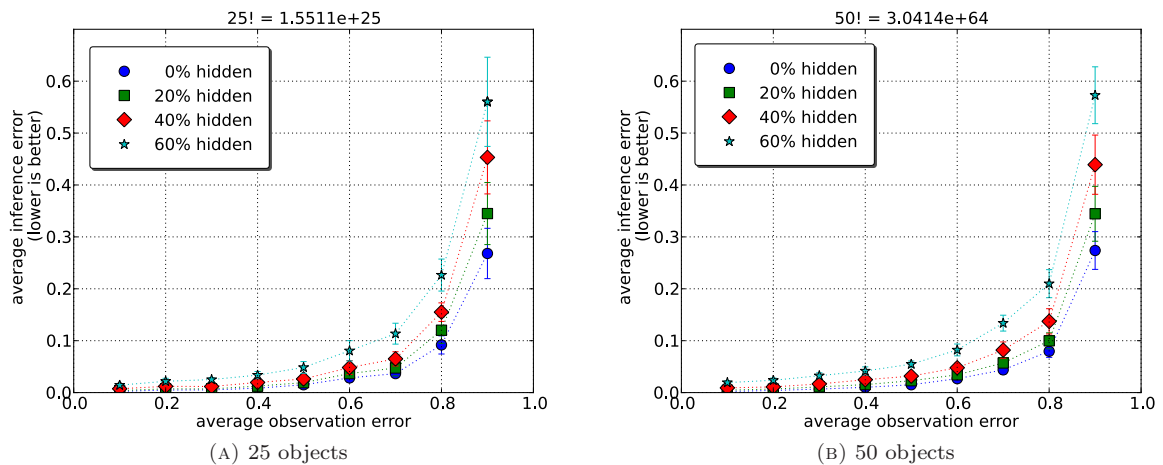 25! = 1.5511e+25
average inference error
(lower is better)
0.6
0.5
0.4
0.3
0.2
0.1
0.0
0% hidden
20% hidden
40% hidden
60% hidden
0.0 0.2 0.4 0.6 0.8 1.0
average observation error
(A) 25 objects
50! = 3.0414e+64
average inference error
(lower is better)
0.6
0.5
0.4
0.3
0.2
0.1
0.0
0% hidden
20% hidden
40% hidden
60% hidden
0.0 0.2 0.4 0.6 0.8 1.0
average observation error
(B) 50 objects